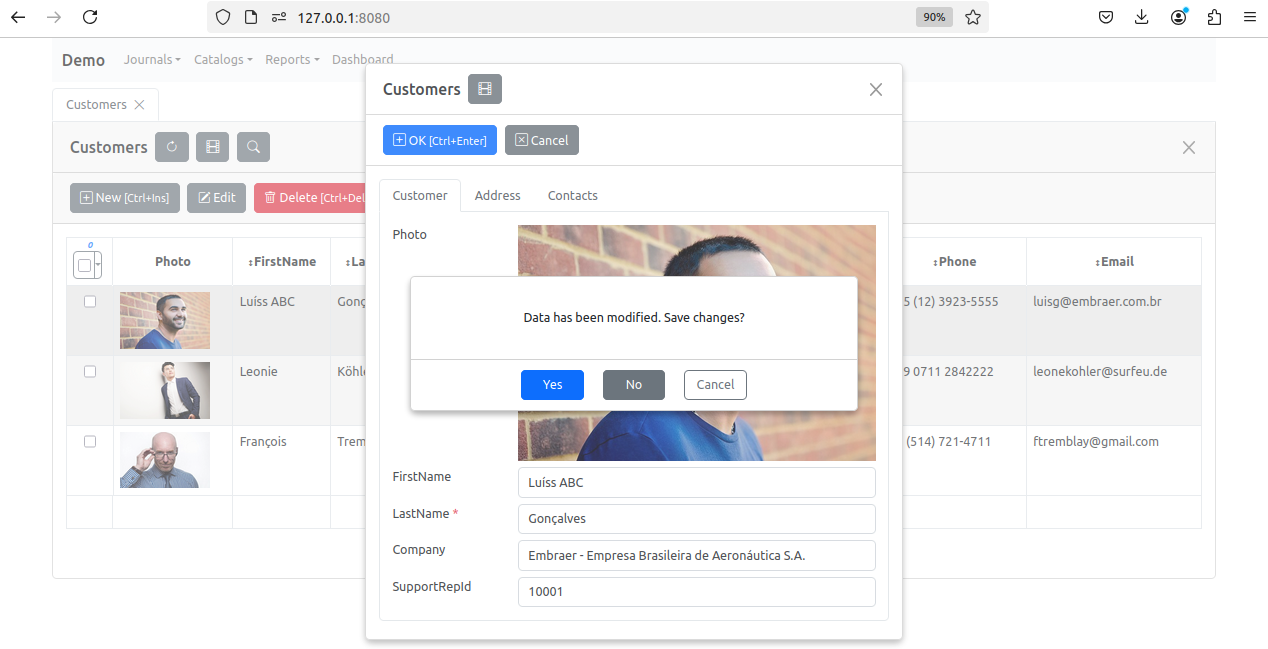 127.0.0.1:8080
90%
Demo Journals Catalogs Reports Dashboard
Customers
Customers
New [Ctrl+Ins] Edit Delete [Ctrl+Del
0
Photo FirstName La Phone Email
Luíss ABC Gonç 5 (12) 3923-5555 luisg@embraer.com.br
Leonie Köhl 9 0711 2842222 leonekohler@surfeu.de
François Trem (514) 721-4711 ftremblay@gmail.com
Customers
OK [Ctrl+Enter] Cancel
Customer Address Contacts
Photo
Data has been modified. Save changes?
Yes No Cancel
FirstName Luíss ABC
LastName * Gonçalves
Company Embraer - Empresa Brasileira de Aeronáutica S.A.
SupportRepId 10001